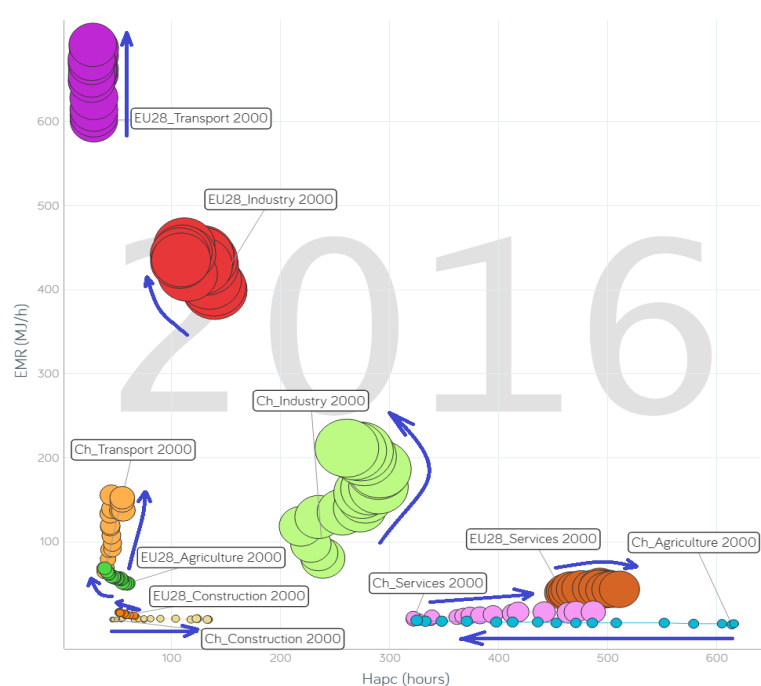 600
500
400
300
200
100
EMR (MJ/h)
2016
EU28_Transport 2000
EU28_Industry 2000
Ch_Industry 2000
Ch_Transport 2000
EU28_Services 2000
Ch_Agriculture 2000
EU28_Agriculture 2000
Ch_Services 2000
EU28_Construction 2000
Ch_Construction 2000
100 200 300 400 500 600
Hapc (hours)